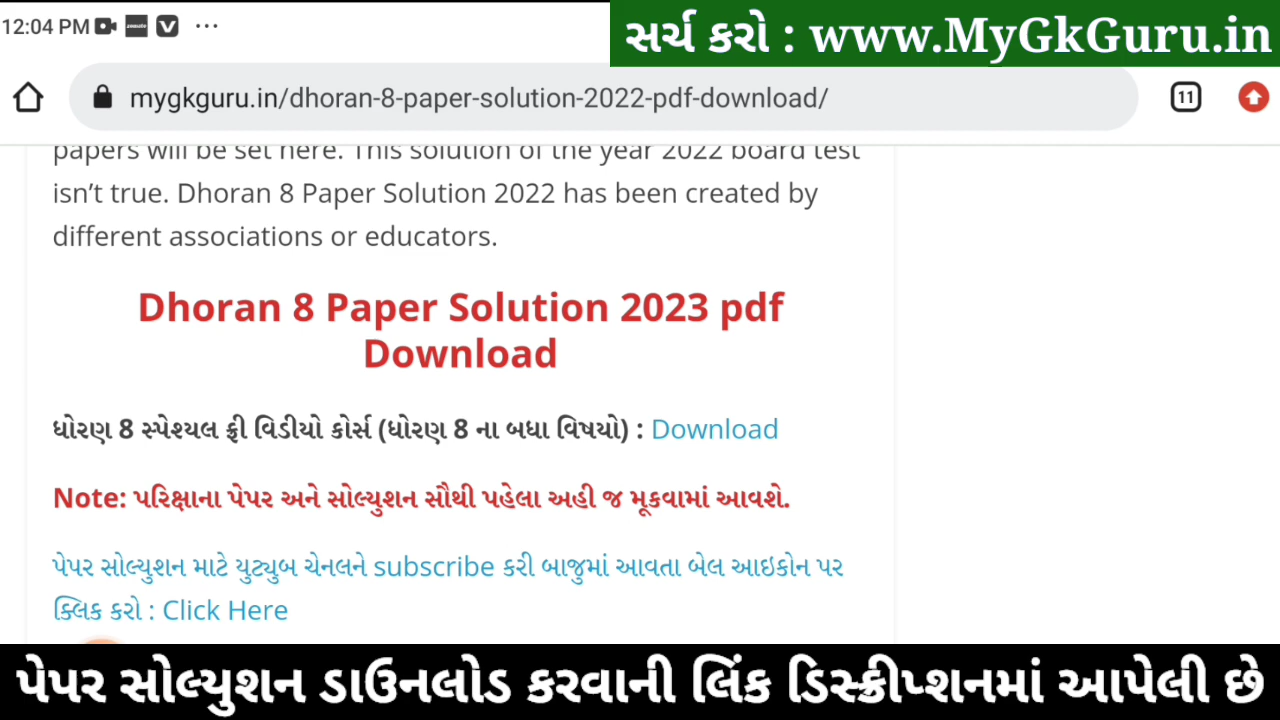 12:04 PM
સર્ચ કરો : www.MyGkGuru.in
mygkguru.in/dhoran-8-paper-solution-2022-pdf-download/
11
papers will be set here. This solution of the year 2022 board test
isn’t true. Dhoran 8 Paper Solution 2022 has been created by
different associations or educators.
Dhoran 8 Paper Solution 2023 pdf
Download
ધોરણ 8 સ્પેશ્યલ ફ્રી વિડીયો કોર્સ (ધોરણ 8 ના બધા વિષયો) : Download
Note: પરિક્ષાના પેપર અને સોલ્યુશન સૌથી પહેલા અહી જ મૂકવામાં આવશે.
પેપર સોલ્યુશન માટે યુટ્યુબ ચેનલને subscribe કરી બાજુમાં આવતા બેલ આઇકોન પર
ક્લિક કરો : Click Here
પેપર સોલ્યુશન ડાઉનલોડ કરવાની લિંક ડિસ્ક્રીપ્શનમાં આપેલી છે